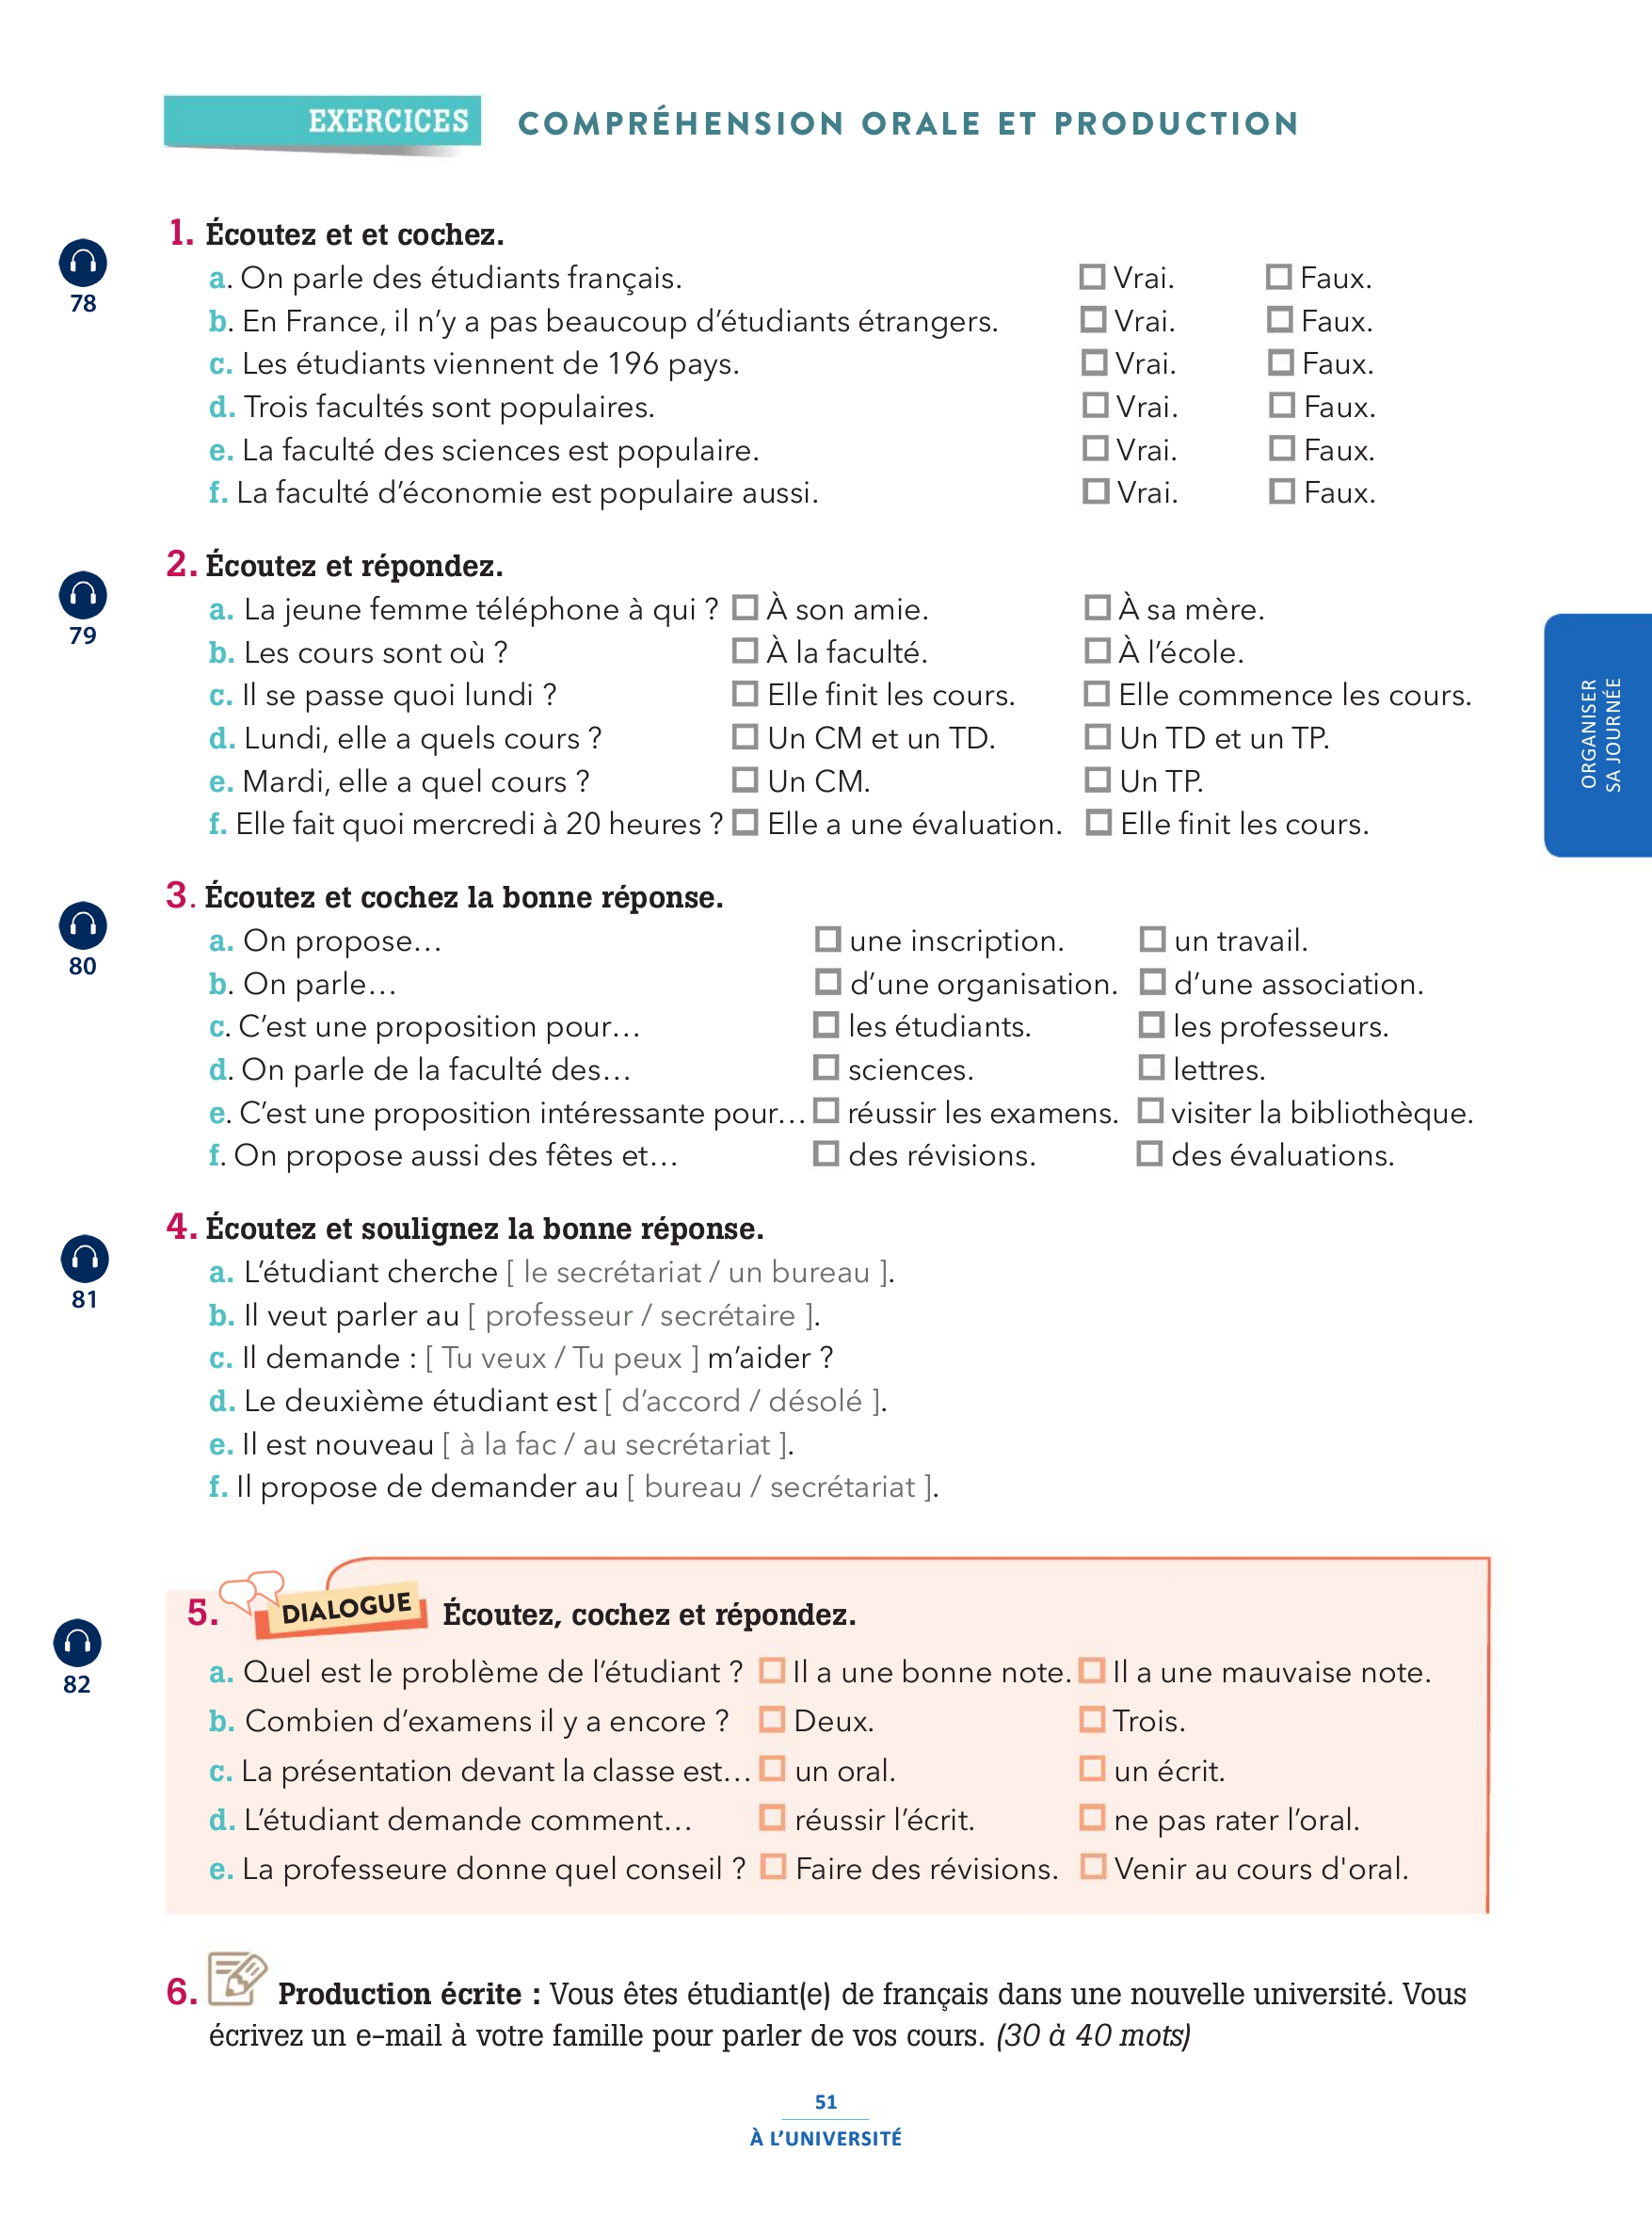 EXERCICES COMPRÉHENSION ORALE ET PRODUCTION
1. Écoutez et et cochez.
78
a. On parle des étudiants français. Vrai. Faux.
b. En France, il n’y a pas beaucoup d’étudiants étrangers. Vrai. Faux.
c. Les étudiants viennent de 196 pays. Vrai. Faux.
d. Trois facultés sont populaires. Vrai. Faux.
e. La faculté des sciences est populaire. Vrai. Faux.
f. La faculté d’économie est populaire aussi. Vrai. Faux.
2. Écoutez et répondez.
79
a. La jeune femme téléphone à qui ? À son amie. À sa mère.
b. Les cours sont où ? À la faculté. À l’école.
c. Il se passe quoi lundi ? Elle finit les cours. Elle commence les cours.
d. Lundi, elle a quels cours ? Un CM et un TD. Un TD et un TP.
e. Mardi, elle a quel cours ? Un CM. Un TP.
f. Elle fait quoi mercredi à 20 heures ? Elle a une évaluation. Elle finit les cours.
ORGANISER
SA JOURNÉE
3. Écoutez et cochez la bonne réponse.
80
a. On propose… une inscription. un travail.
b. On parle… d’une organisation. d’une association.
c. C’est une proposition pour… les étudiants. les professeurs.
d. On parle de la faculté des… sciences. lettres.
e. C’est une proposition intéressante pour… réussir les examens. visiter la bibliothèque.
f. On propose aussi des fêtes et… des révisions. des évaluations.
4. Écoutez et soulignez la bonne réponse.
81
a. L’étudiant cherche [ le secrétariat / un bureau ].
b. Il veut parler au [ professeur / secrétaire ].
c. Il demande : [ Tu veux / Tu peux ] m’aider ?
d. Le deuxième étudiant est [ d’accord / désolé ].
e. Il est nouveau [ à la fac / au secrétariat ].
f. Il propose de demander au [ bureau / secrétariat ].
5. DIALOGUE Écoutez, cochez et répondez.
82
a. Quel est le problème de l’étudiant ? Il a une bonne note. Il a une mauvaise note.
b. Combien d’examens il y a encore ? Deux. Trois.
c. La présentation devant la classe est… un oral. un écrit.
d. L’étudiant demande comment… réussir l’écrit. ne pas rater l’oral.
e. La professeure donne quel conseil ? Faire des révisions. Venir au cours d'oral.
6. Production écrite : Vous êtes étudiant(e) de français dans une nouvelle université. Vous
écrivez un e-mail à votre famille pour parler de vos cours. (30 à 40 mots)
51
À L’UNIVERSITÉ